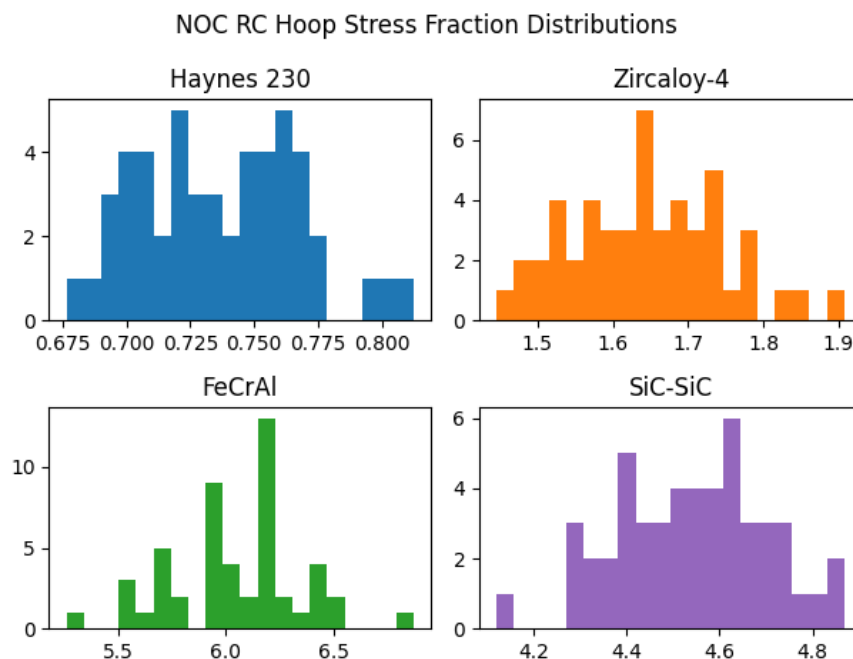 NOC RC Hoop Stress Fraction Distributions
Haynes 230
Zircaloy-4
4
2
0
0.675 0.700 0.725 0.750 0.775 0.800
6
4
2
0
1.5 1.6 1.7 1.8 1.9
FeCrAl
SiC-SiC
10
5
0
5.5 6.0 6.5
6
4
2
0
4.2 4.4 4.6 4.8